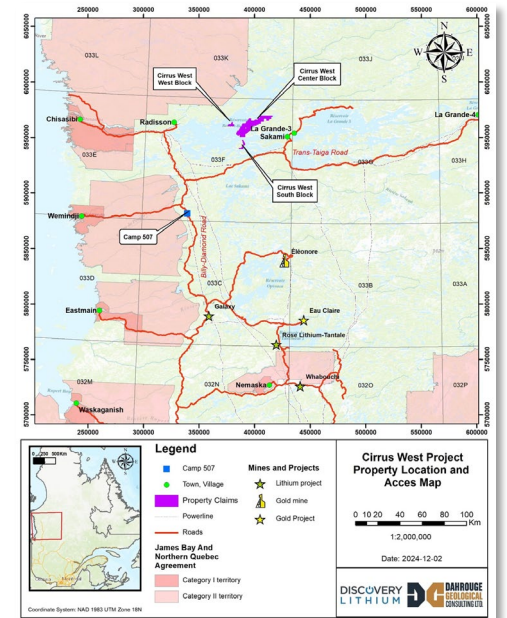 033L
033K
033J
Cirrus West
West Block
Cirrus West
Center Block
N
W
E
S
Chisasibi
Radisson
La Grande-3
Sakami
La Grande-4
Trans-Taiga Road
033E
033F
033G
033H
Cirrus West
South Block
Wemindji
Camp 507
Billy-Diamond Road
Éléonore
033D
033C
033B
033A
Galaxy
Eau Claire
Eastmain
Rose Lithium-Tantale
Nemaska
Whabouchi
032M
032N
032O
032P
Waskaganish
250000
300000
350000
400000
450000
500000
550000
600000
6050000
6000000
5950000
5900000
5850000
5800000
5750000
5700000
Legend
Camp 507
Town, Village
Property Claims
Powerline
Roads
James Bay And
Northern Quebec
Agreement
Category I territory
Category II territory
Mines and Projects
Lithium project
Gold mine
Gold Project
0 250 500Km
Coordinate System: NAD 1983 UTM Zone 18N
Cirrus West Project
Property Location and
Acces Map
0 10 20 40 60 80 100
Km
1:2,000,000
Date: 2024-12-02
DISCOVERY
LITHIUM
DAHROUGE
GEOLOGICAL
CONSULTING LTD.